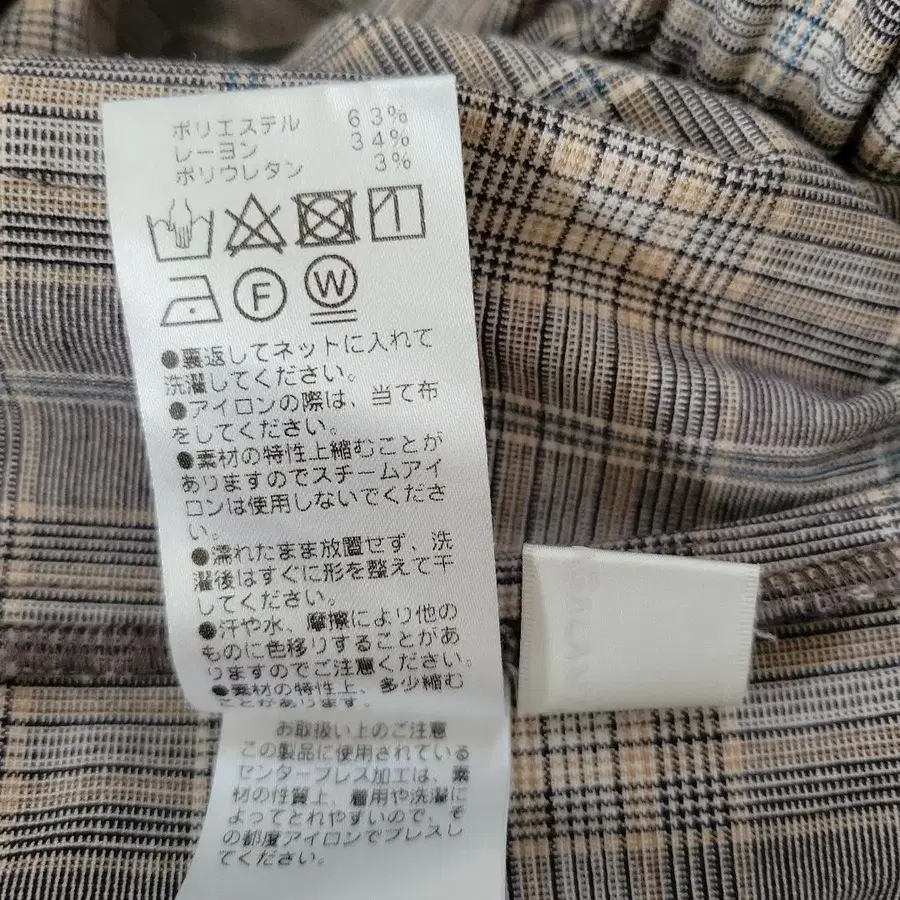 ポリエステル 63%
レーヨン 34%
ポリウレタン 3%
F
W
●裏返してネットに入れて
洗濯してください。
●アイロンの際は、当て布
をしてください。
●素材の特性上縮むことが
ありますのでスチームアイ
ロンは使用しないでくださ
い。
●濡れたまま放置せず、洗
濯後はすぐに形を整えて干
してください。
●汗や水、摩擦により他の
ものに色移りすることがあ
りますのでご注意ください。
●素材の特性上、多少縮む
ことがあります。
お取扱い上のご注意
この製品に使用されている
センタープレス加工は、素
材の性質上、着用や洗濯に
よってとれやすいので、そ
の都度アイロンでプレスし
てください。